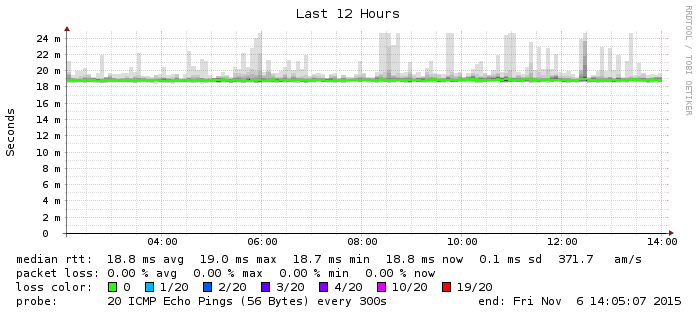 Last 12 Hours
RRDTOOL / TOBI OETIKER
Seconds
24 m
22 m
20 m
18 m
16 m
14 m
12 m
10 m
8 m
6 m
4 m
2 m
0
04:00 06:00 08:00 10:00 12:00 14:00
median rtt: 18.8 ms avg 19.0 ms max 18.7 ms min 18.8 ms now 0.1 ms sd 371.7 am/s
packet loss: 0.00 % avg 0.00 % max 0.00 % min 0.00 % now
loss color: 0 1/20 2/20 3/20 4/20 10/20 19/20
probe: 20 ICMP Echo Pings (56 Bytes) every 300s end: Fri Nov 6 14:05:07 2015